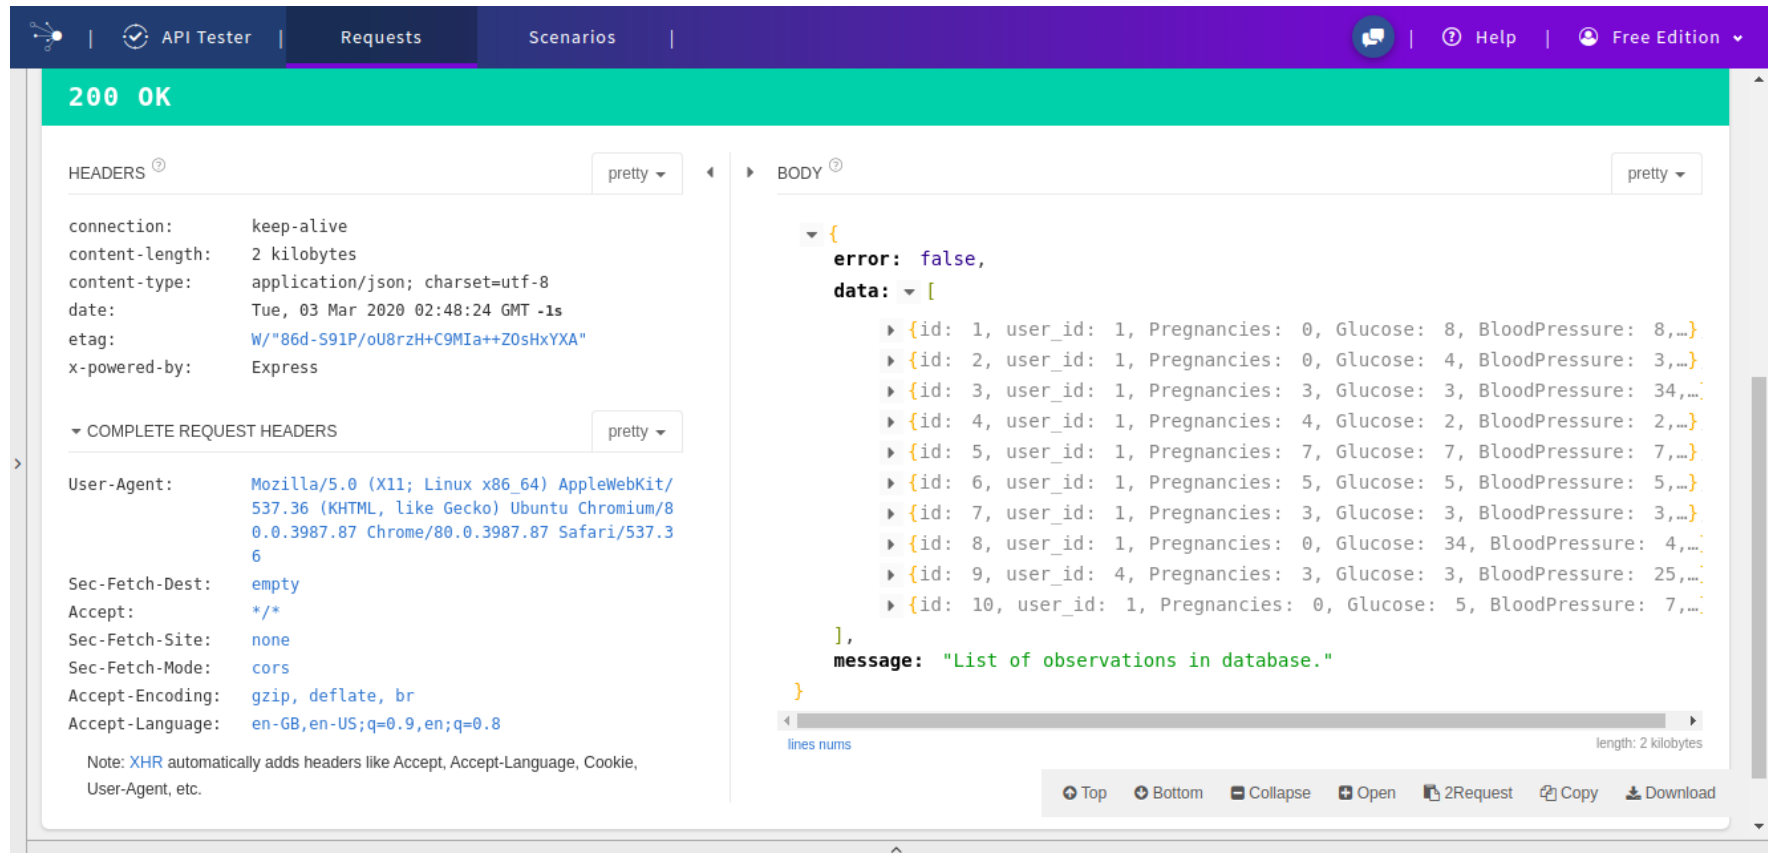 | API Tester | Requests Scenarios | | Help | Free Edition
200 OK
HEADERS ? pretty
connection: keep-alive
content-length: 2 kilobytes
content-type: application/json; charset=utf-8
date: Tue, 03 Mar 2020 02:48:24 GMT -1s
etag: W/"86d-S91P/oU8rzH+C9MIa++ZOsHxYXA"
x-powered-by: Express
COMPLETE REQUEST HEADERS pretty
User-Agent: Mozilla/5.0 (X11; Linux x86_64) AppleWebKit/
537.36 (KHTML, like Gecko) Ubuntu Chromium/8
0.0.3987.87 Chrome/80.0.3987.87 Safari/537.3
6
Sec-Fetch-Dest: empty
Accept: */*
Sec-Fetch-Site: none
Sec-Fetch-Mode: cors
Accept-Encoding: gzip, deflate, br
Accept-Language: en-GB,en-US;q=0.9,en;q=0.8
Note: XHR automatically adds headers like Accept, Accept-Language, Cookie,
User-Agent, etc.
BODY ? pretty
{
error: false,
data: [
{id: 1, user_id: 1, Pregnancies: 0, Glucose: 8, BloodPressure: 8,…}
{id: 2, user_id: 1, Pregnancies: 0, Glucose: 4, BloodPressure: 3,…}
{id: 3, user_id: 1, Pregnancies: 3, Glucose: 3, BloodPressure: 34,…
{id: 4, user_id: 1, Pregnancies: 4, Glucose: 2, BloodPressure: 2,…}
{id: 5, user_id: 1, Pregnancies: 7, Glucose: 7, BloodPressure: 7,…}
{id: 6, user_id: 1, Pregnancies: 5, Glucose: 5, BloodPressure: 5,…}
{id: 7, user_id: 1, Pregnancies: 3, Glucose: 3, BloodPressure: 3,…}
{id: 8, user_id: 1, Pregnancies: 0, Glucose: 34, BloodPressure: 4,…
{id: 9, user_id: 4, Pregnancies: 3, Glucose: 3, BloodPressure: 25,…
{id: 10, user_id: 1, Pregnancies: 0, Glucose: 5, BloodPressure: 7,…
],
message: "List of observations in database."
}
lines nums length: 2 kilobytes
Top Bottom Collapse Open 2Request Copy Download